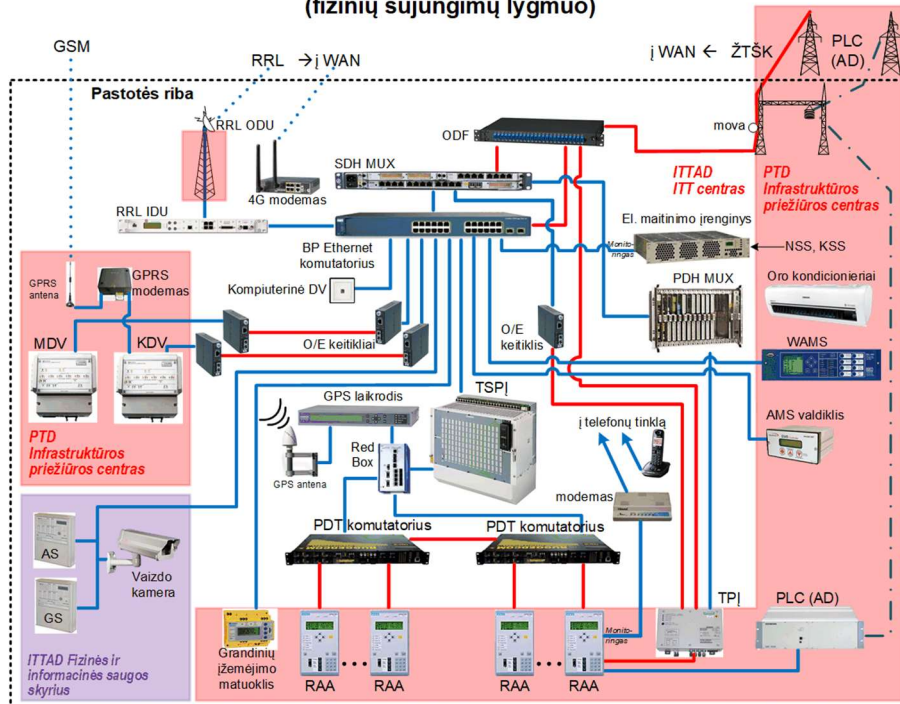 (fizinių sujungimų lygmuo)
GSM
RRL → į WAN
į WAN ← ŽTŠK
PLC
(AD)
Pastotės riba
RRL ODU
4G modemas
SDH MUX
ODF
mova
ITTAD
ITT centras
PTD
Infrastruktūros
priežiūros centras
RRL IDU
BP Ethernet
komutatorius
El. maitinimo įrenginys
Monito-
ringas
NSS, KSS
GPRS
antena
GPRS
modemas
Kompiuterinė DV
PDH MUX
Oro kondicionieriai
MDV
KDV
O/E keitikliai
O/E
keitiklis
WAMS
GPS laikrodis
TSPĮ
į telefonų tinklą
AMS valdiklis
PTD
Infrastruktūros
priežiūros centras
Red
Box
GPS antena
modemas
PDT komutatorius
PDT komutatorius
AS
GS
Vaizdo
kamera
TPĮ
PLC (AD)
Monito-
ringas
Grandinių
įžemėjimo
matuoklis
RAA
RAA
RAA
RAA
ITTAD Fizinės ir
informacinės saugos
skyrius